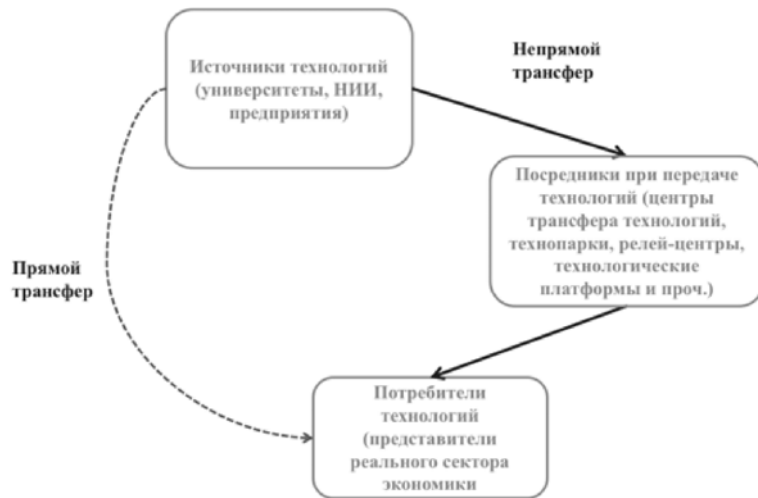 Источники технологий
(университеты, НИИ,
предприятия)
Непрямой
трансфер
Посредники при передаче
технологий (центры
трансфера технологий,
технопарки, релей-центры,
технологические
платформы и проч.)
Прямой
трансфер
Потребители
технологий
(представители
реального сектора
экономики